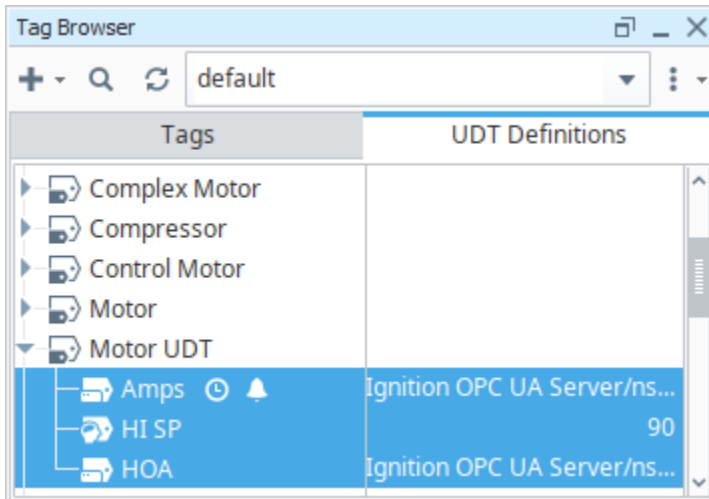 Tag Browser
default
Tags UDT Definitions
Complex Motor
Compressor
Control Motor
Motor
Motor UDT
Amps Ignition OPC UA Server/ns...
HI SP 90
HOA Ignition OPC UA Server/ns...